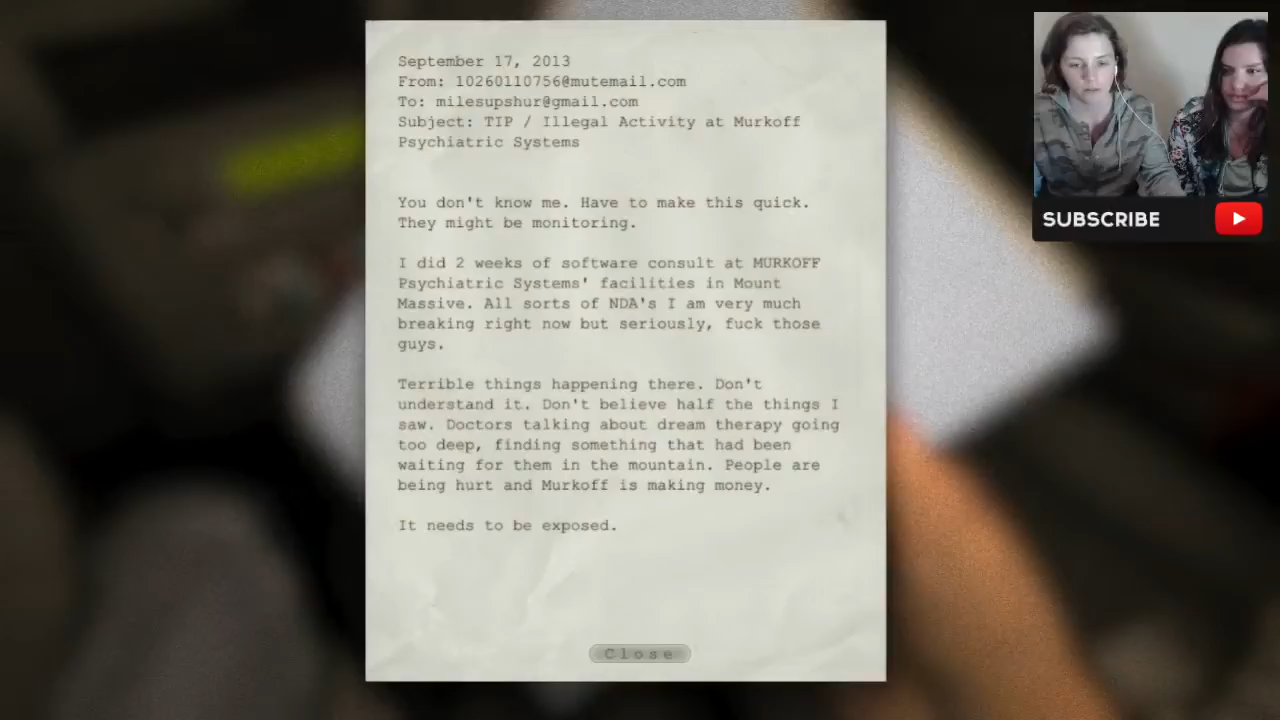 September 17, 2013
From: 10260110756@mutemail.com
To: milesupshur@gmail.com
Subject: TIP / Illegal Activity at Murkoff
Psychiatric Systems
You don't know me. Have to make this quick.
They might be monitoring.
I did 2 weeks of software consult at MURKOFF
Psychiatric Systems' facilities in Mount
Massive. All sorts of NDA's I am very much
breaking right now but seriously, fuck those
guys.
Terrible things happening there. Don't
understand it. Don't believe half the things I
saw. Doctors talking about dream therapy going
too deep, finding something that had been
waiting for them in the mountain. People are
being hurt and Murkoff is making money.
It needs to be exposed.
Close
SUBSCRIBE